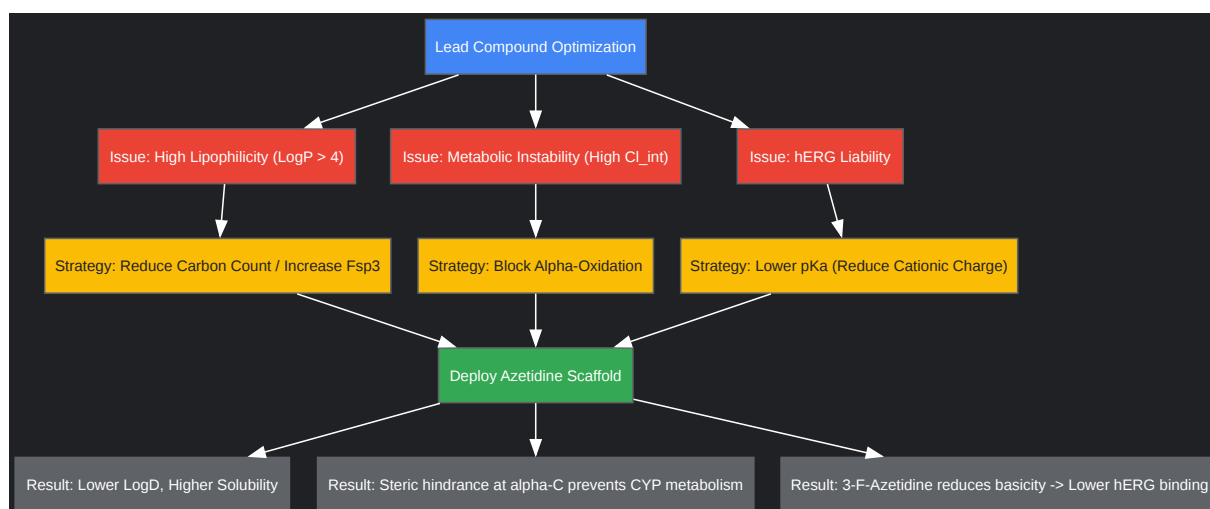 Lead Compound Optimization
Issue: High Lipophilicity (LogP > 4)
Issue: Metabolic Instability (High Cl_int)
Issue: hERG Liability
Strategy: Reduce Carbon Count / Increase Fsp3
Strategy: Block Alpha-Oxidation
Strategy: Lower pKa (Reduce Cationic Charge)
Deploy Azetidine Scaffold
Result: Lower LogD, Higher Solubility
Result: Steric hindrance at alpha-C prevents CYP metabolism
Result: 3-F-Azetidine reduces basicity -> Lower hERG binding